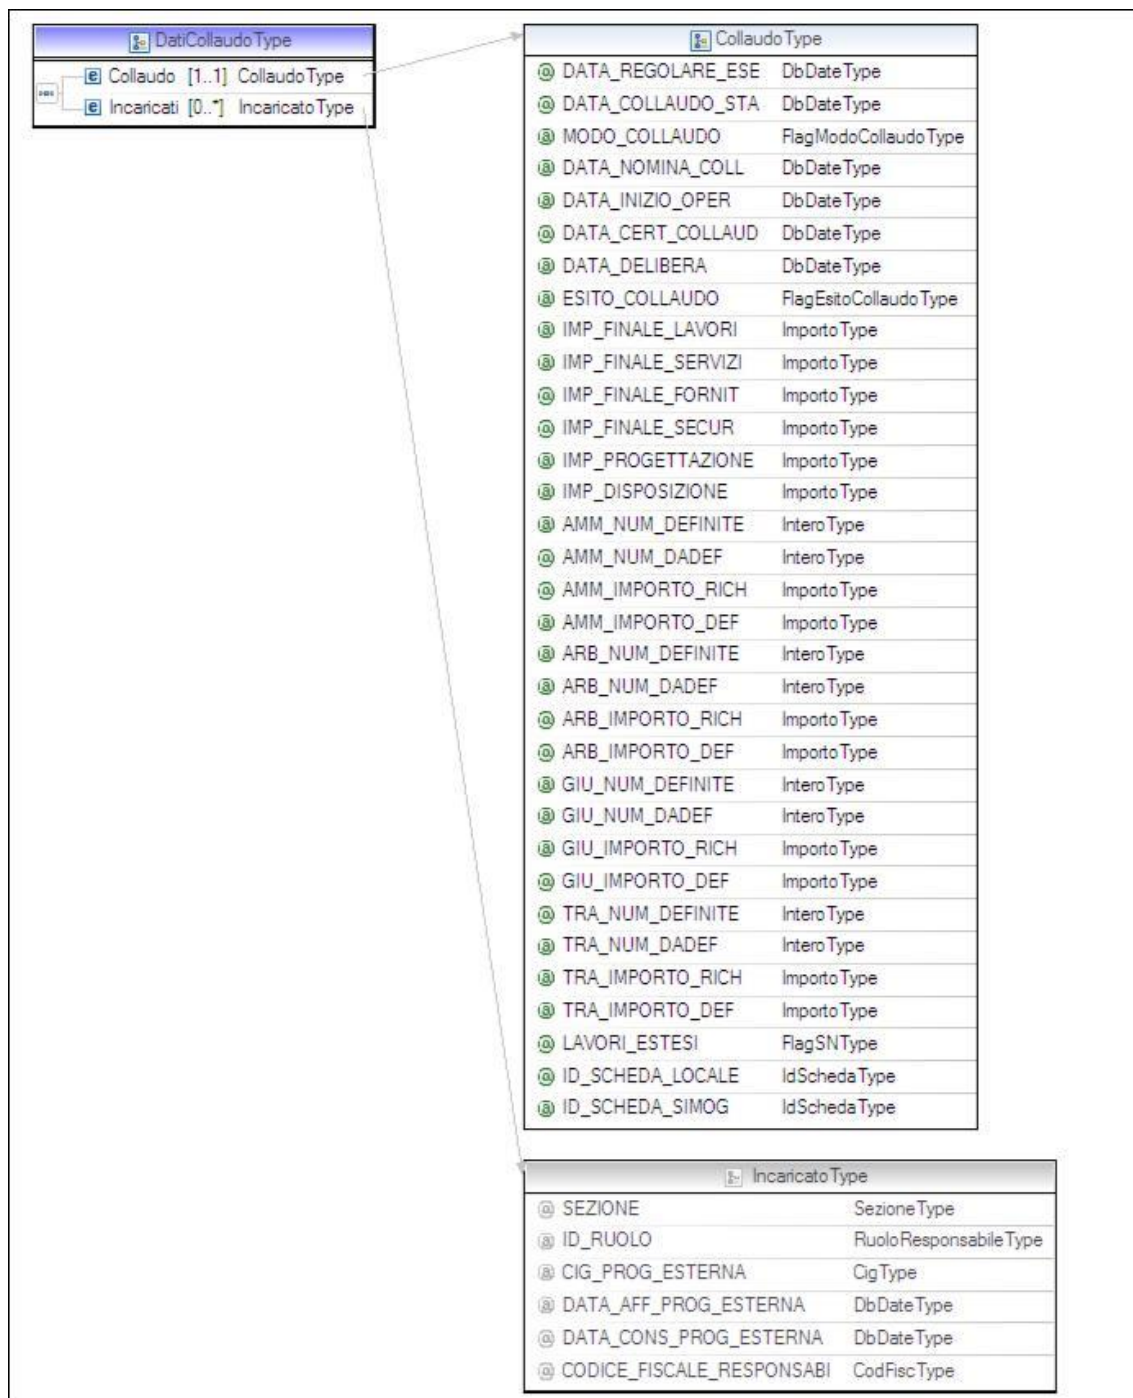 DatiCollaudoType
e Collaudo [1..1] CollaudoType
e Incaricati [0..*] IncaricatoType
CollaudoType
@ DATA_REGOLARE_ESE DbDateType
@ DATA_COLLAUDO_STA DbDateType
@ MODO_COLLAUDO FlagModoCollaudoType
@ DATA_NOMINA_COLL DbDateType
@ DATA_INIZIO_OPER DbDateType
@ DATA_CERT_COLLAUD DbDateType
@ DATA_DELIBERA DbDateType
@ ESITO_COLLAUDO FlagEsitoCollaudoType
@ IMP_FINALE_LAVORI ImportoType
@ IMP_FINALE_SERVIZI ImportoType
@ IMP_FINALE_FORNIT ImportoType
@ IMP_FINALE_SECUR ImportoType
@ IMP_PROGETTAZIONE ImportoType
@ IMP_DISPOSIZIONE ImportoType
@ AMM_NUM_DEFINITE InteroType
@ AMM_NUM_DADEF InteroType
@ AMM_IMPORTO_RICH ImportoType
@ AMM_IMPORTO_DEF ImportoType
@ ARB_NUM_DEFINITE InteroType
@ ARB_NUM_DADEF InteroType
@ ARB_IMPORTO_RICH ImportoType
@ ARB_IMPORTO_DEF ImportoType
@ GIU_NUM_DEFINITE InteroType
@ GIU_NUM_DADEF InteroType
@ GIU_IMPORTO_RICH ImportoType
@ GIU_IMPORTO_DEF ImportoType
@ TRA_NUM_DEFINITE InteroType
@ TRA_NUM_DADEF InteroType
@ TRA_IMPORTO_RICH ImportoType
@ TRA_IMPORTO_DEF ImportoType
@ LAVORI_ESTESI FlagSNType
@ ID_SCHEDA_LOCALE IdSchedaType
@ ID_SCHEDA_SIMOG IdSchedaType
IncaricatoType
@ SEZIONE SezioneType
@ ID_RUOLO RuoloResponsabileType
@ CIG_PROG_ESTERNA CigType
@ DATA_AFF_PROG_ESTERNA DbDateType
@ DATA_CONS_PROG_ESTERNA DbDateType
@ CODICE_FISCALE_RESPONSABI CodFiscType